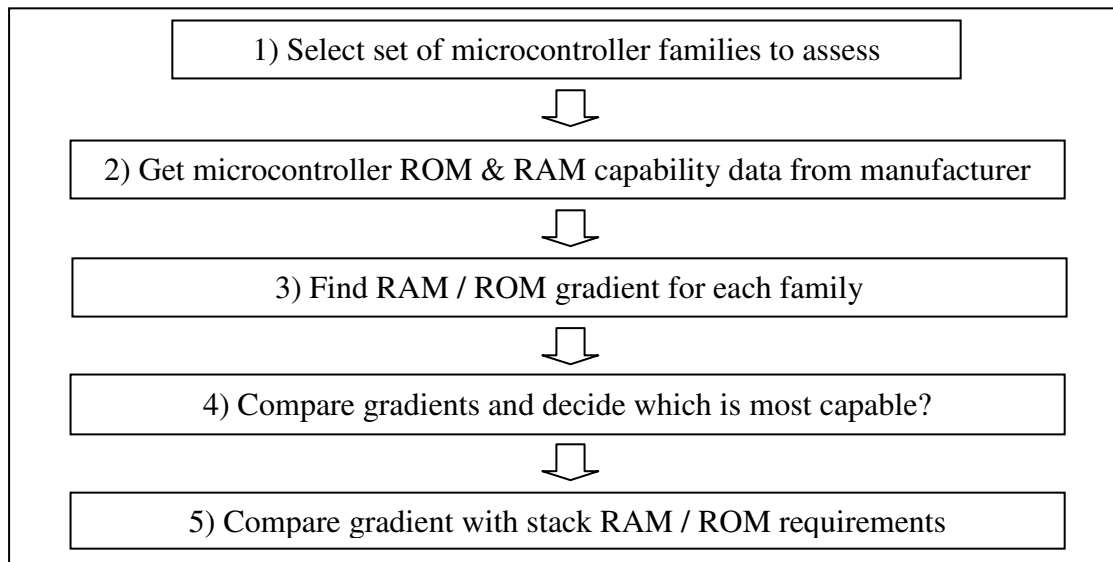 1) Select set of microcontroller families to assess
2) Get microcontroller ROM & RAM capability data from manufacturer
3) Find RAM / ROM gradient for each family
4) Compare gradients and decide which is most capable?
5) Compare gradient with stack RAM / ROM requirements